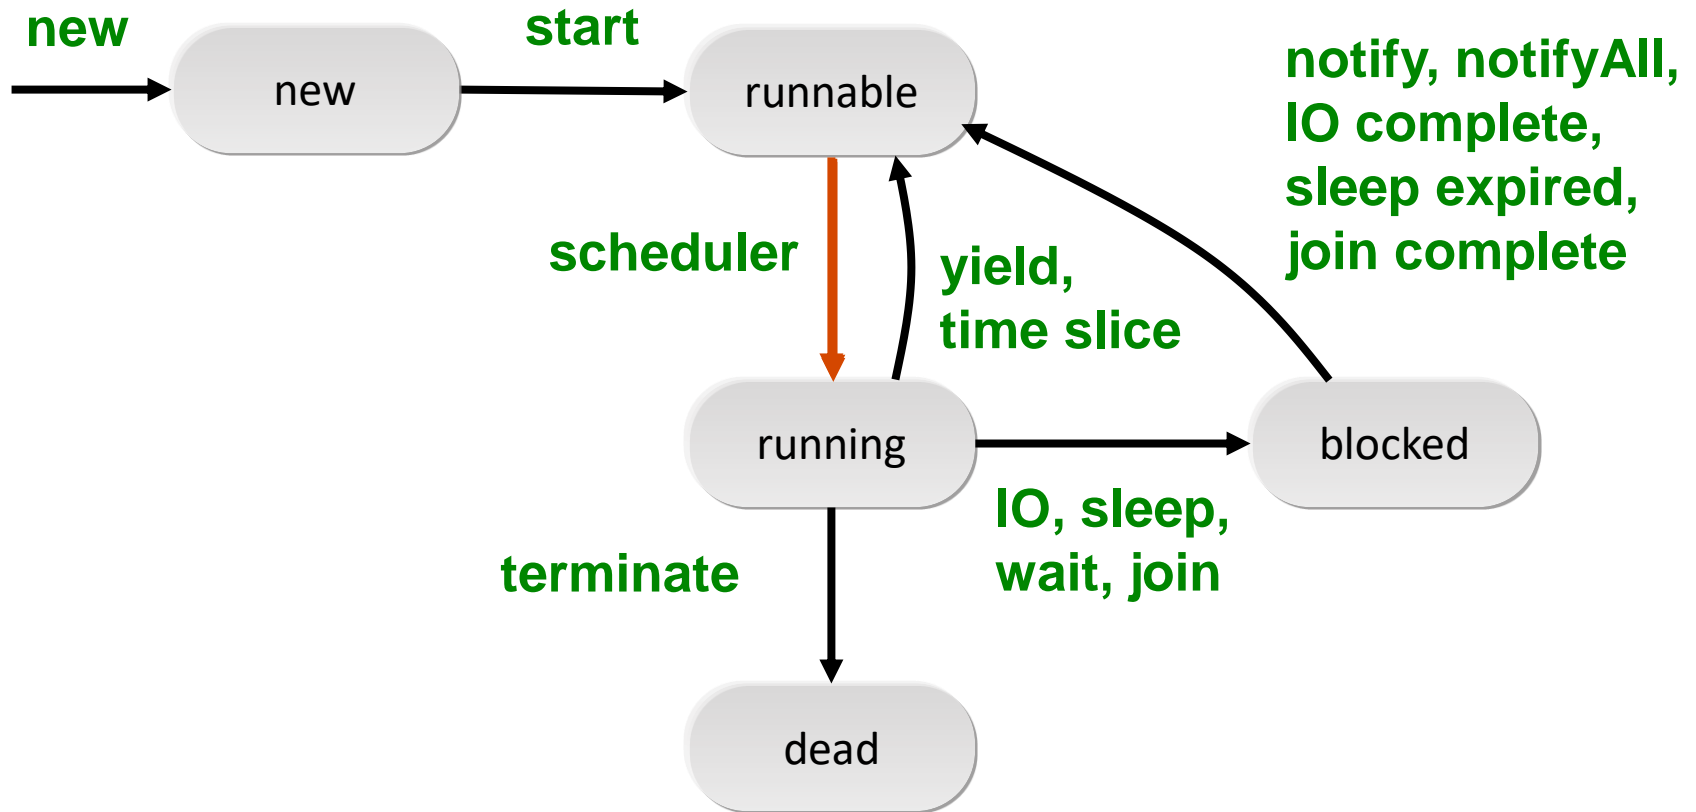 new
new
start
runnable
notify, notifyAll,
IO complete,
sleep expired,
join complete
scheduler
yield,
time slice
running
blocked
IO, sleep,
wait, join
terminate
dead